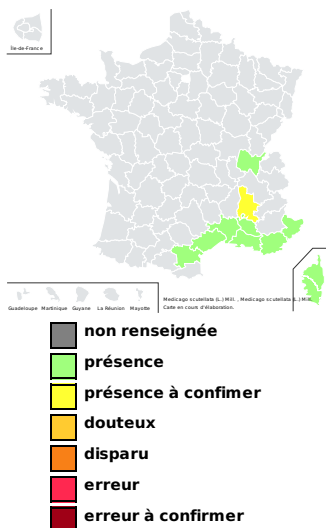 Île-de-France
Guadeloupe Martinique Guyane La Réunion Mayotte
Medicago scutellata (L.) Mill. , Medicago scutellata (L.) Mill.
Carte en cours d'élaboration.
non renseignée
présence
présence à confimer
douteux
disparu
erreur
erreur à confirmer